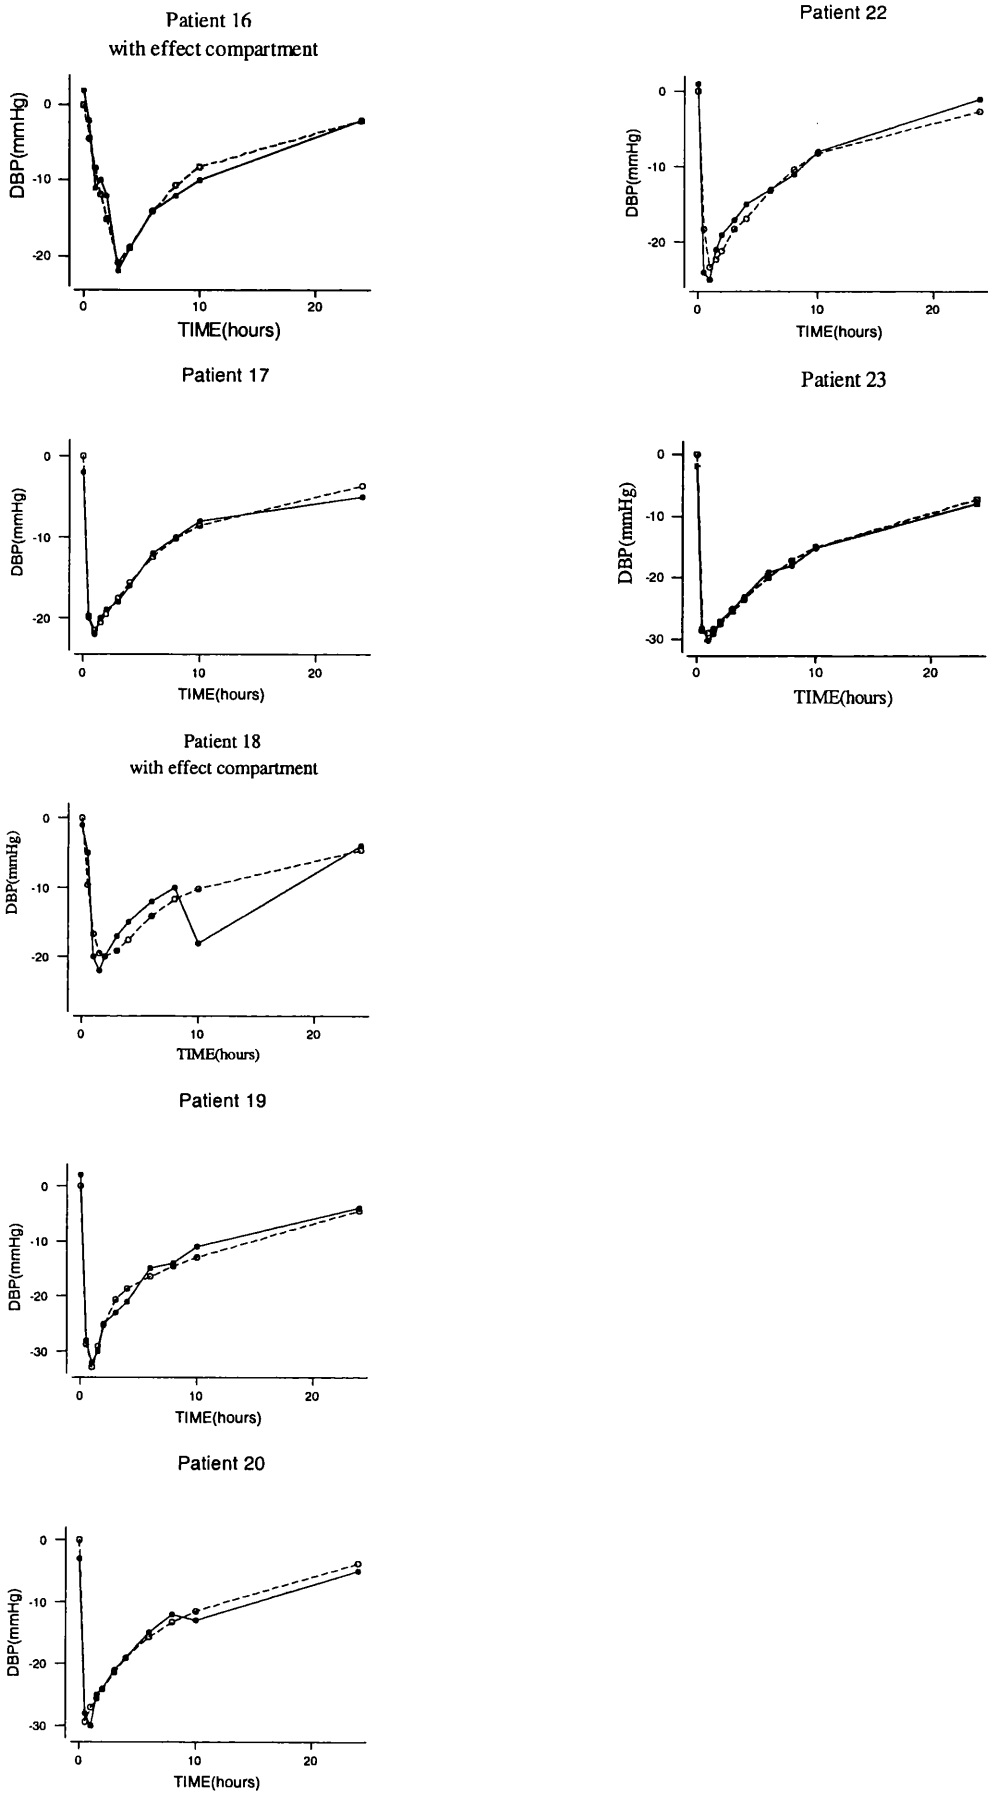 Patient 16
with effect compartment
DBP(mmHg)
0
-10
-20
0 10 20
TIME(hours)
Patient 22
DBP(mmHg)
0
-10
-20
0 10 20
TIME(hours)
Patient 17
DBP(mmHg)
0
-10
-20
0 10 20
TIME(hours)
Patient 23
DBP(mmHg)
0
-10
-20
-30
0 10 20
TIME(hours)
Patient 18
with effect compartment
DBP(mmHg)
0
-10
-20
0 10 20
TIME(hours)
Patient 19
DBP(mmHg)
0
-10
-20
-30
0 10 20
TIME(hours)
Patient 20
DBP(mmHg)
0
-10
-20
-30
0 10 20
TIME(hours)